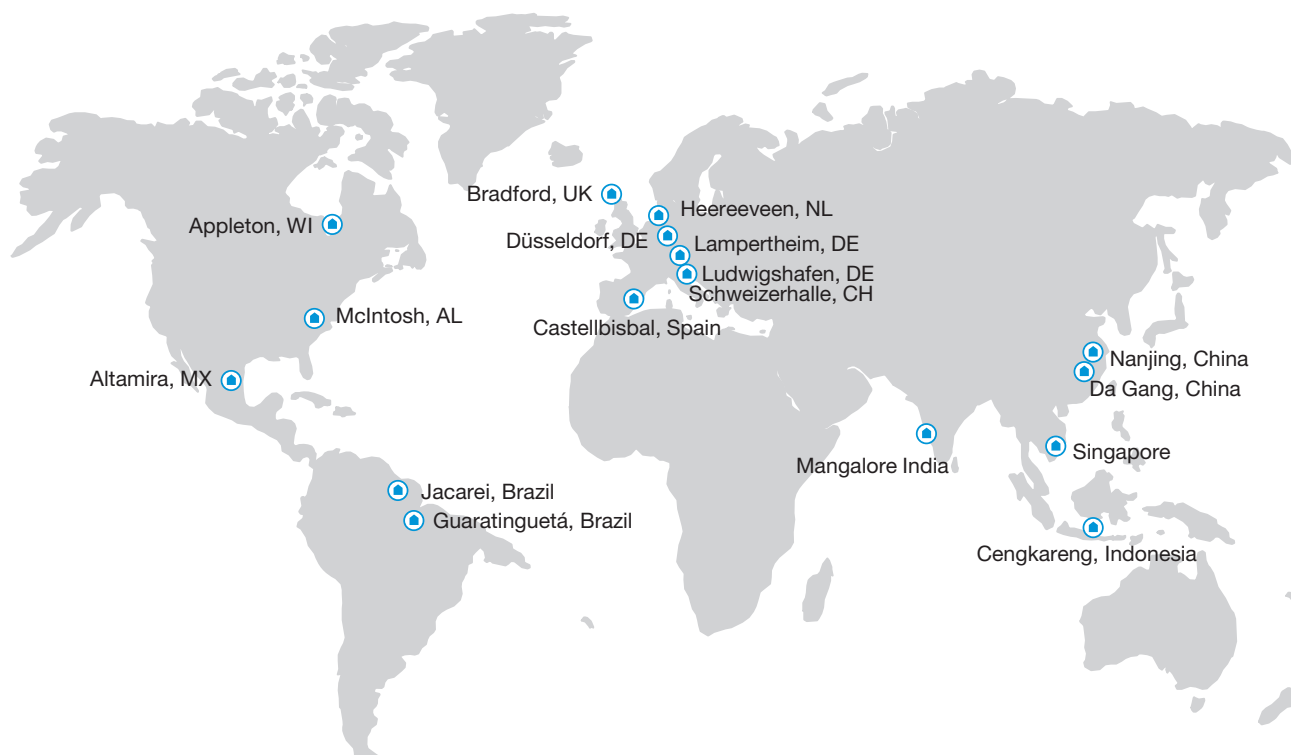 Bradford, UK
Appleton, WI
Heereeveen, NL
Düsseldorf, DE
Lampertheim, DE
Ludwigshafen, DE
Schweizerhalle, CH
McIntosh, AL
Castellbisbal, Spain
Altamira, MX
Nanjing, China
Da Gang, China
Mangalore India
Singapore
Jacarei, Brazil
Guaratinguetá, Brazil
Cengkareng, Indonesia